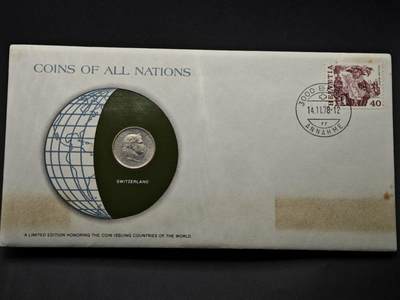 COINS OF ALL NATIONS
3000 B
14.11.78-12
ANNAHME
HELVETIA
40
SWITZERLAND
A LIMITED EDITION HONORING THE COIN ISSUING COUNTRIES OF THE WORLD.